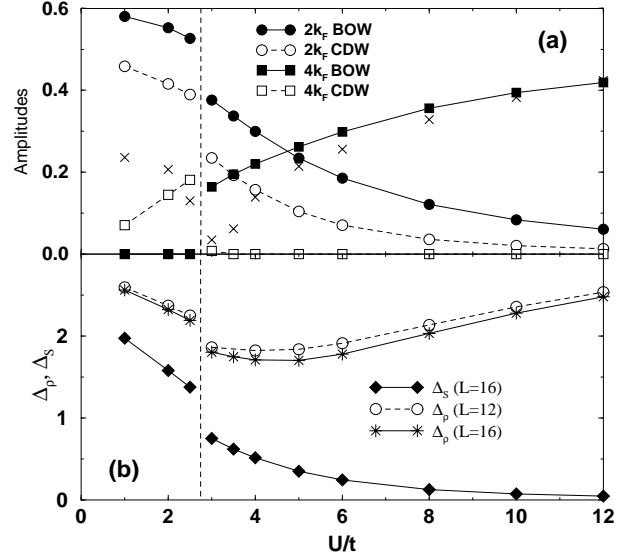 0.6
0.4
0.2
0.0
Amplitudes
(a)
2k_F BOW
2k_F CDW
4k_F BOW
4k_F CDW
2
1
0
Δ_ρ, Δ_S
Δ_S (L=16)
Δ_ρ (L=12)
Δ_ρ (L=16)
(b)
0 2 4 6 8 10 12
U/t